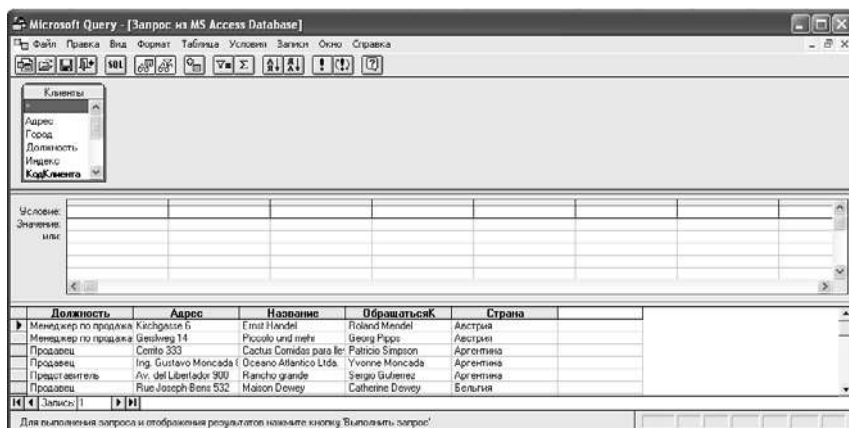 Microsoft Query - [Запрос из MS Access Database]
Файл Правка Вид Формат Таблица Условия Записи Окно Справка
SQL
Клиенты
*
Адрес
Город
Должность
Индекс
КодКлиента
Условие:
Значение:
или:
Должность Адрес Название ОбращатьсяК Страна
Менеджер по продажа Kirchgasse 6 Ernst Handel Roland Mendel Австрия
Менеджер по продажа Geislweg 14 Piccolo und mehr Georg Pipps Австрия
Продавец Cerrito 333 Cactus Comidas para lle Patricio Simpson Аргентина
Продавец Ing. Gustavo Moncada Oceano Atlantico Ltda. Yvonne Moncada Аргентина
Представитель Av. del Libertador 900 Rancho grande Sergio Gutierrez Аргентина
Продавец Rue Joseph-Bens 532 Maison Dewey Catherine Dewey Бельгия
Запись: 1
Для выполнения запроса и отображения результатов нажмите кнопку 'Выполнить запрос'